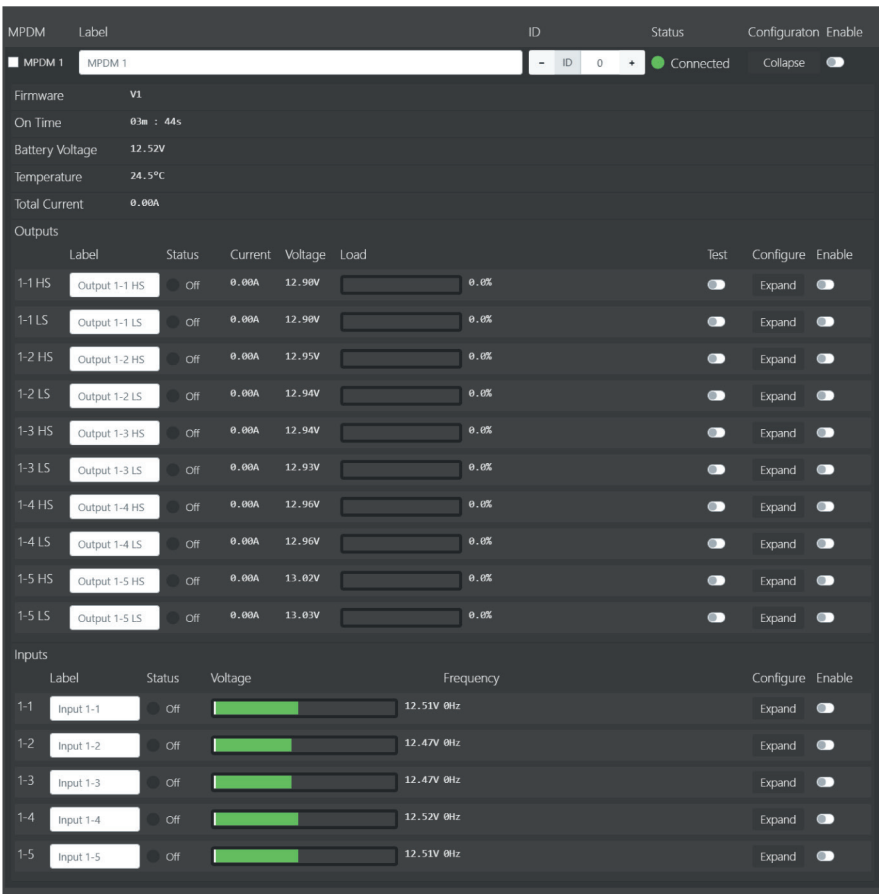 MPDM Label ID Status Configuraton Enable
MPDM 1 MPDM 1 - ID 0 + Connected Collapse
Firmware V1
On Time 03m : 44s
Battery Voltage 12.52V
Temperature 24.5°C
Total Current 0.00A
Outputs
Label Status Current Voltage Load Test Configure Enable
1-1 HS Output 1-1 HS Off 0.00A 12.90V 0.0% Expand
1-1 LS Output 1-1 LS Off 0.00A 12.90V 0.0% Expand
1-2 HS Output 1-2 HS Off 0.00A 12.95V 0.0% Expand
1-2 LS Output 1-2 LS Off 0.00A 12.94V 0.0% Expand
1-3 HS Output 1-3 HS Off 0.00A 12.94V 0.0% Expand
1-3 LS Output 1-3 LS Off 0.00A 12.93V 0.0% Expand
1-4 HS Output 1-4 HS Off 0.00A 12.96V 0.0% Expand
1-4 LS Output 1-4 LS Off 0.00A 12.96V 0.0% Expand
1-5 HS Output 1-5 HS Off 0.00A 13.02V 0.0% Expand
1-5 LS Output 1-5 LS Off 0.00A 13.03V 0.0% Expand
Inputs
Label Status Voltage Frequency Configure Enable
1-1 Input 1-1 Off 12.51V 0Hz Expand
1-2 Input 1-2 Off 12.47V 0Hz Expand
1-3 Input 1-3 Off 12.47V 0Hz Expand
1-4 Input 1-4 Off 12.52V 0Hz Expand
1-5 Input 1-5 Off 12.51V 0Hz Expand